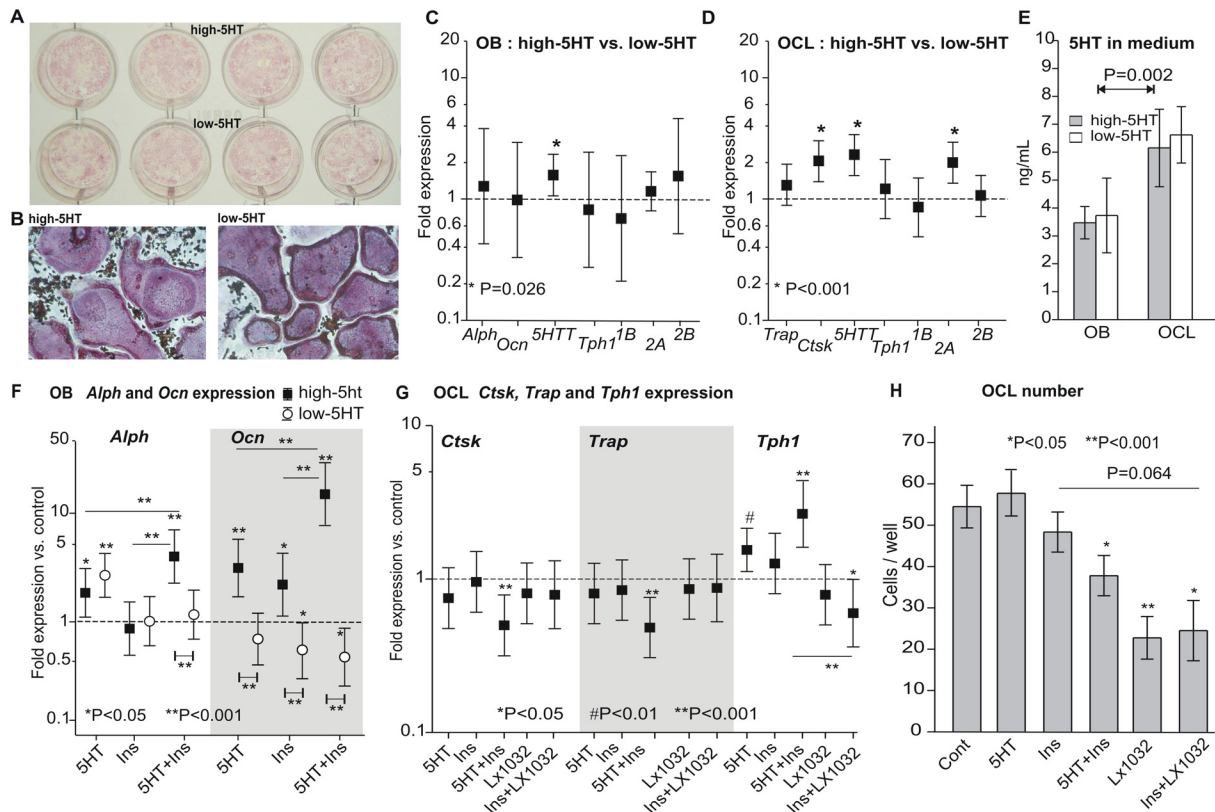 A
high-5HT
low-5HT
B
high-5HT
low-5HT
C
OB : high-5HT vs. low-5HT
Fold expression
20
10
6
4
2
1
0.6
0.4
0.2
0.1
*
* P=0.026
Alph
Ocn
5HTT
Tph1
1B
2A
2B
D
OCL : high-5HT vs. low-5HT
Fold expression
20
10
6
4
2
1
0.6
0.4
0.2
0.1
* * *
* P<0.001
Trap
Ctsk
5HTT
Tph1
1B
2A
2B
E
5HT in medium
P=0.002
high-5HT
low-5HT
ng/mL
10
9
8
7
6
5
4
3
2
1
0
OB OCL
F OB Alph and Ocn expression
high-5ht
low-5HT
Alph Ocn
Fold expression vs. control
50
10
5
1
0.5
0.1
** **
** ** **
** **
* ** ** *
* *
** ** ** **
*P<0.05 **P<0.001
5HT
Ins
5HT+Ins
5HT
Ins
5HT+Ins
G OCL Ctsk, Trap and Tph1 expression
Ctsk Trap Tph1
Fold expression vs. control
10
5
1
0.1
**
#
** ** *
**
*P<0.05 #P<0.01 **P<0.001
5HT
Ins
5HT+Ins
Lx1032
Ins+LX1032
5HT
Ins
5HT+Ins
Lx1032
Ins+LX1032
5HT
Ins
5HT+Ins
Lx1032
Ins+LX1032
H OCL number
*P<0.05 **P<0.001
P=0.064
Cells / well
70
60
50
40
30
20
10
0
* ** *
Cont
5HT
Ins
5HT+Ins
Lx1032
Ins+LX1032